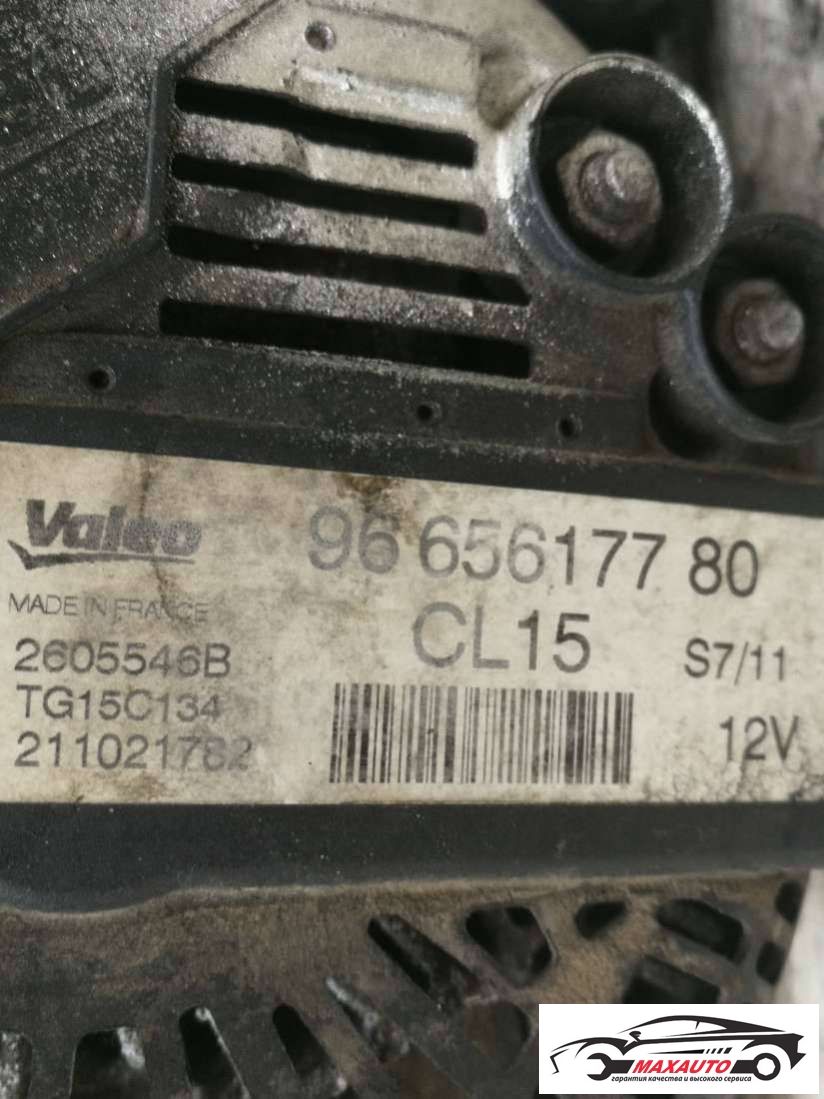 Valeo
96 656177 80
MADE IN FRANCE
CL15
2605546B
S7/11
TG15C134
211021782
12V
MAXAUTO
гарантия качества и высокого сервиса